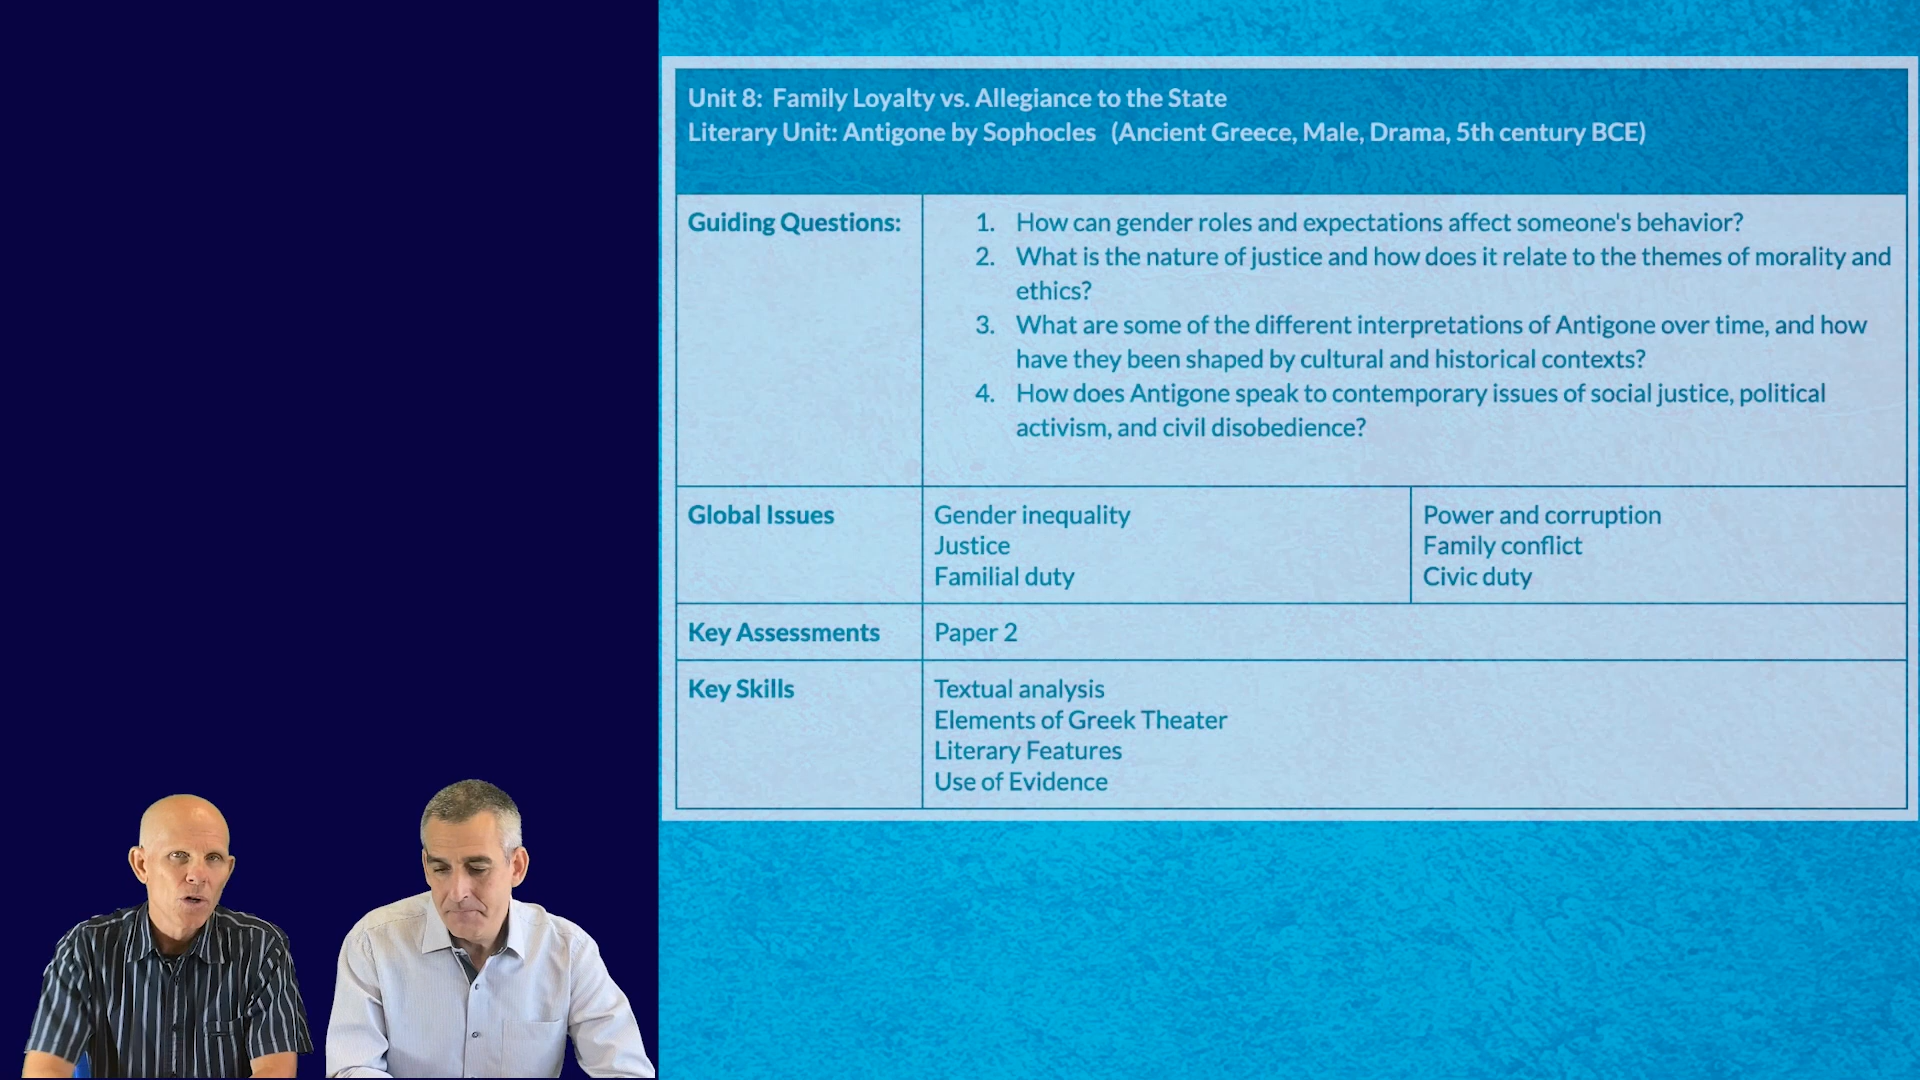 Unit 8: Family Loyalty vs. Allegiance to the State
Literary Unit: Antigone by Sophocles (Ancient Greece, Male, Drama, 5th century BCE)
Guiding Questions:
1. How can gender roles and expectations affect someone's behavior?
2. What is the nature of justice and how does it relate to the themes of morality and
ethics?
3. What are some of the different interpretations of Antigone over time, and how
have they been shaped by cultural and historical contexts?
4. How does Antigone speak to contemporary issues of social justice, political
activism, and civil disobedience?
Global Issues
Gender inequality
Justice
Familial duty
Power and corruption
Family conflict
Civic duty
Key Assessments
Paper 2
Key Skills
Textual analysis
Elements of Greek Theater
Literary Features
Use of Evidence